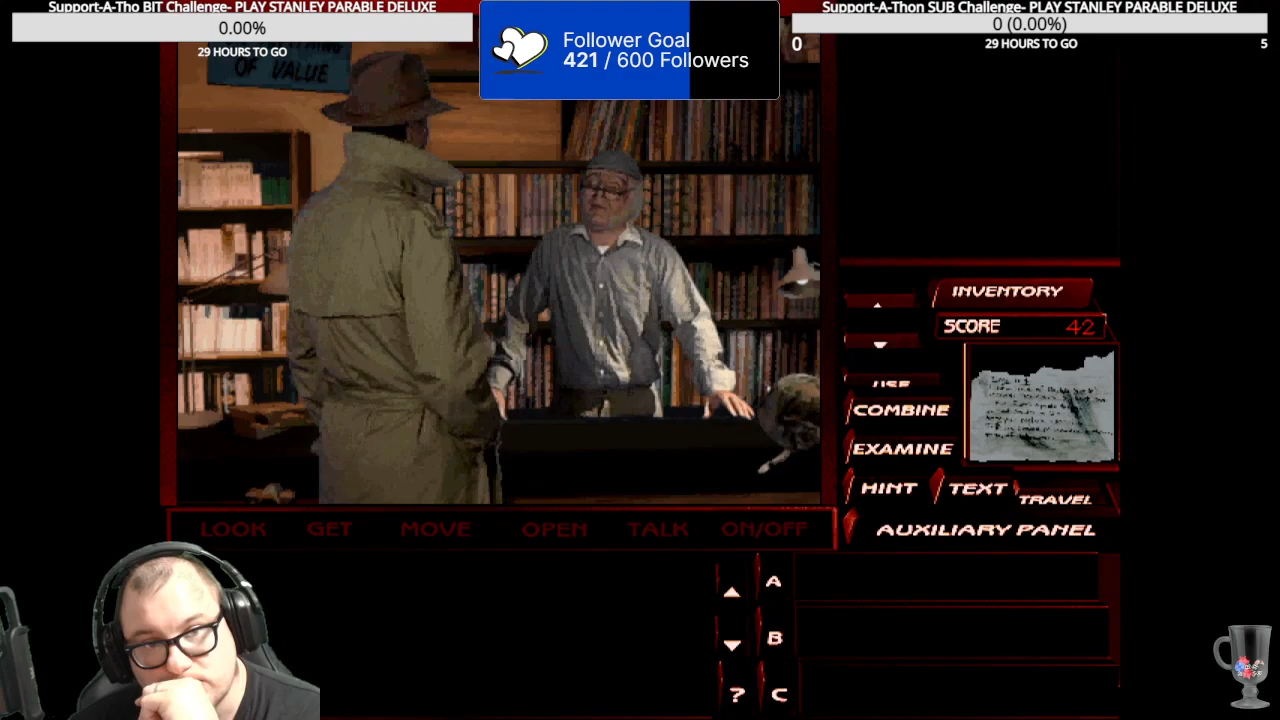 Support-A-Tho BIT Challenge- PLAY STANLEY PARABLE DELUXE
0.00%
29 HOURS TO GO
Follower Goal
421 / 600 Followers
Support-A-Thon SUB Challenge- PLAY STANLEY PARABLE DELUXE
0 (0.00%)
0
29 HOURS TO GO
5
OF VALUE
INVENTORY
SCORE 42
USE
COMBINE
EXAMINE
HINT TEXT TRAVEL
AUXILIARY PANEL
LOOK GET MOVE OPEN TALK ON/OFF
A
B
? C